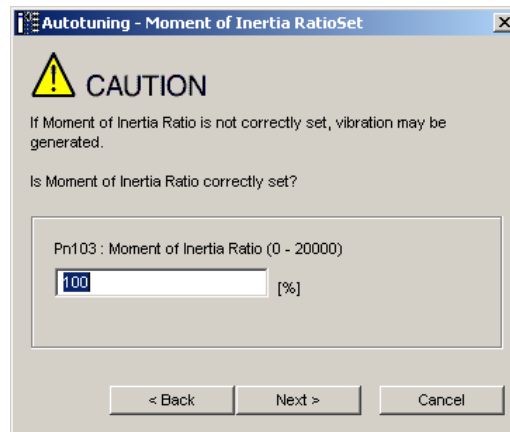 Autotuning - Moment of Inertia RatioSet
CAUTION
If Moment of Inertia Ratio is not correctly set, vibration may be
generated.
Is Moment of Inertia Ratio correctly set?
Pn103 : Moment of Inertia Ratio (0 - 20000)
100 [%]
< Back Next > Cancel